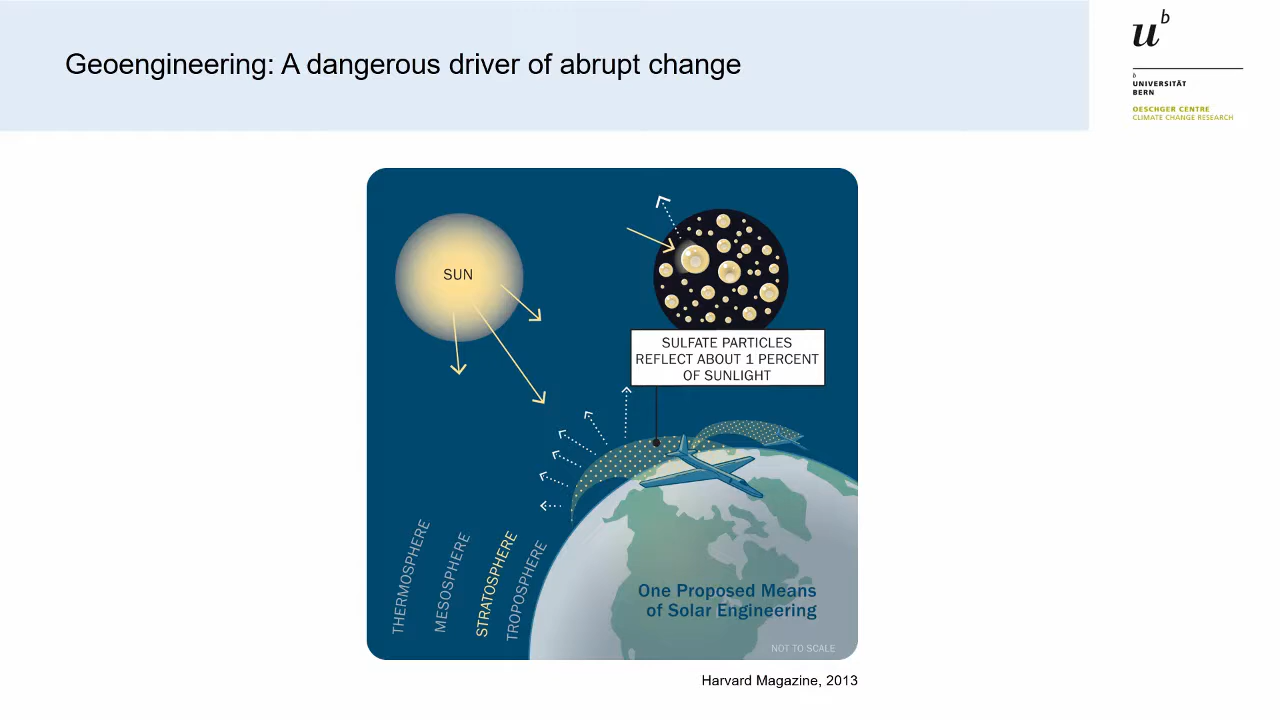 Geoengineering: A dangerous driver of abrupt change
u
b
b
UNIVERSITÄT
BERN
OESCHGER CENTRE
CLIMATE CHANGE RESEARCH
SUN
SULFATE PARTICLES
REFLECT ABOUT 1 PERCENT
OF SUNLIGHT
THERMOSPHERE
MESOSPHERE
STRATOSPHERE
TROPOSPHERE
One Proposed Means
of Solar Engineering
NOT TO SCALE
Harvard Magazine, 2013